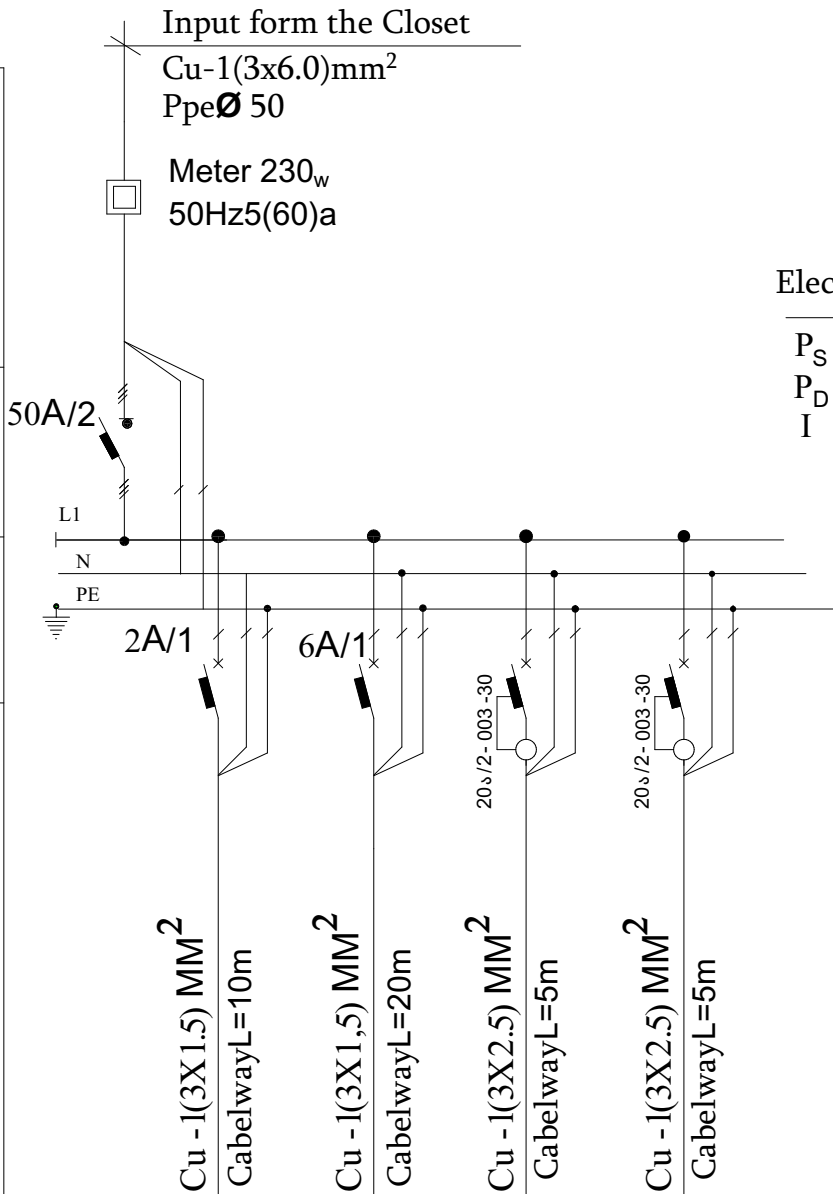 Input form the Closet
Cu-1(3x6.0)mm²
PpeØ 50
Meter 230w
50Hz5(60)a
Elec
PS
PD
I
50A/2
L1
N
PE
2A/1
6A/1
20ა/2- 003 -30
20ა/2- 003 -30
Cu - 1(3X1.5) MM²
CabelwayL=10m
Cu - 1(3X1,5) MM²
CabelwayL=20m
Cu - 1(3X2.5) MM²
CabelwayL=5m
Cu - 1(3X2.5) MM²
CabelwayL=5m